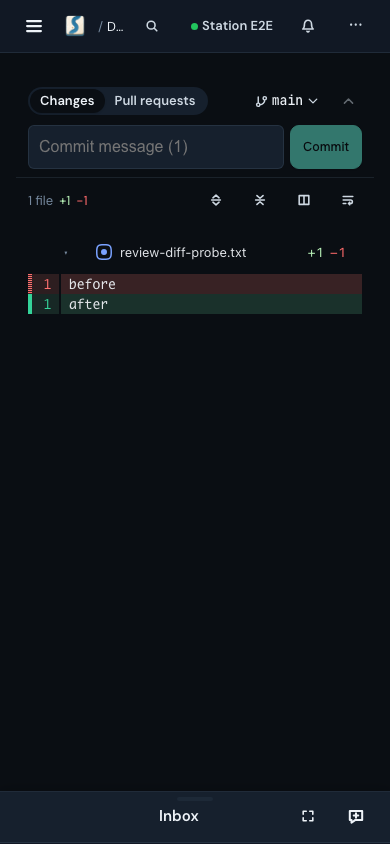 / D...
Station E2E
Changes
Pull requests
main
Commit message (1)
Commit
1 file +1 −1
review-diff-probe.txt
+1 −1
1 before
1 after
Inbox